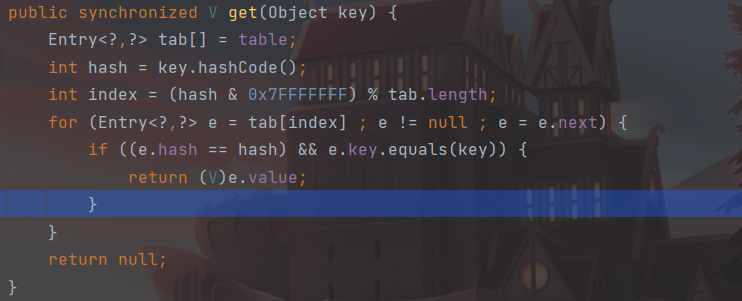 public synchronized V get(Object key) {
    Entry<?,?> tab[] = table;
    int hash = key.hashCode();
    int index = (hash & 0x7FFFFFFF) % tab.length;
    for (Entry<?,?> e = tab[index] ; e != null ; e = e.next) {
        if ((e.hash == hash) && e.key.equals(key)) {
            return (V)e.value;
        }
    }
    return null;
}